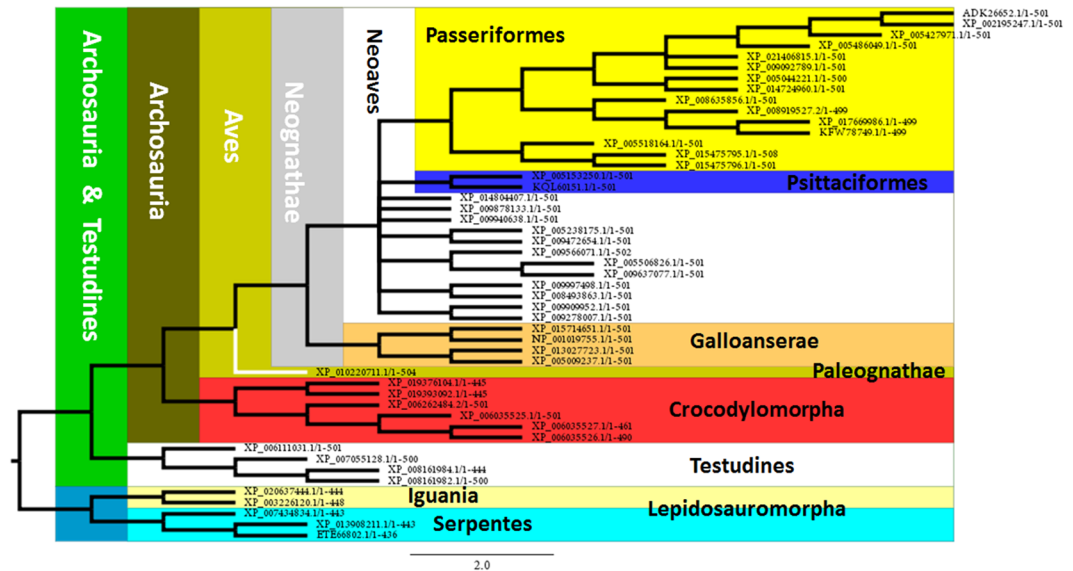 Archosauria & Testudines
Archosauria
Aves
Neognathae
Neoaves
Passeriformes
ADK26652.1/1-501
XP_002195247.1/1-501
XP_005427971.1/1-501
XP_005486049.1/1-501
XP_021406815.1/1-501
XP_009092789.1/1-501
XP_005044221.1/1-500
XP_014724960.1/1-501
XP_008635856.1/1-501
XP_008919527.2/1-499
XP_017669986.1/1-499
KFW78749.1/1-499
XP_005518164.1/1-501
XP_015475795.1/1-508
XP_015475796.1/1-501
XP_005153250.1/1-501
KQL60151.1/1-501
Psittaciformes
XP_014804407.1/1-501
XP_009878133.1/1-501
XP_009940638.1/1-501
XP_005238175.1/1-501
XP_009472654.1/1-501
XP_009566071.1/1-502
XP_005506826.1/1-501
XP_009637077.1/1-501
XP_009997498.1/1-501
XP_008493863.1/1-501
XP_009909952.1/1-501
XP_009278007.1/1-501
XP_015714651.1/1-501
NP_001019755.1/1-501
XP_013027723.1/1-501
XP_005009237.1/1-501
Galloanserae
XP_010220711.1/1-504
Paleognathae
XP_019376104.1/1-445
XP_019393092.1/1-445
XP_006262484.2/1-501
XP_006035525.1/1-501
XP_006035527.1/1-461
XP_006035526.1/1-490
Crocodylomorpha
XP_006111031.1/1-501
XP_007055128.1/1-500
XP_008161984.1/1-444
XP_008161982.1/1-500
Testudines
XP_020637444.1/1-444
XP_003226120.1/1-448
Iguania
XP_007434834.1/1-443
XP_013908211.1/1-443
ETE66802.1/1-436
Serpentes
Lepidosauromorpha
2.0